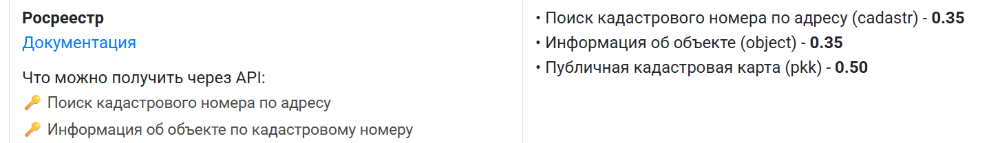 Росреестр
Документация
Что можно получить через API:
🔑 Поиск кадастрового номера по адресу
🔑 Информация об объекте по кадастровому номеру
• Поиск кадастрового номера по адресу (cadastr) - 0.35
• Информация об объекте (object) - 0.35
• Публичная кадастровая карта (pkk) - 0.50